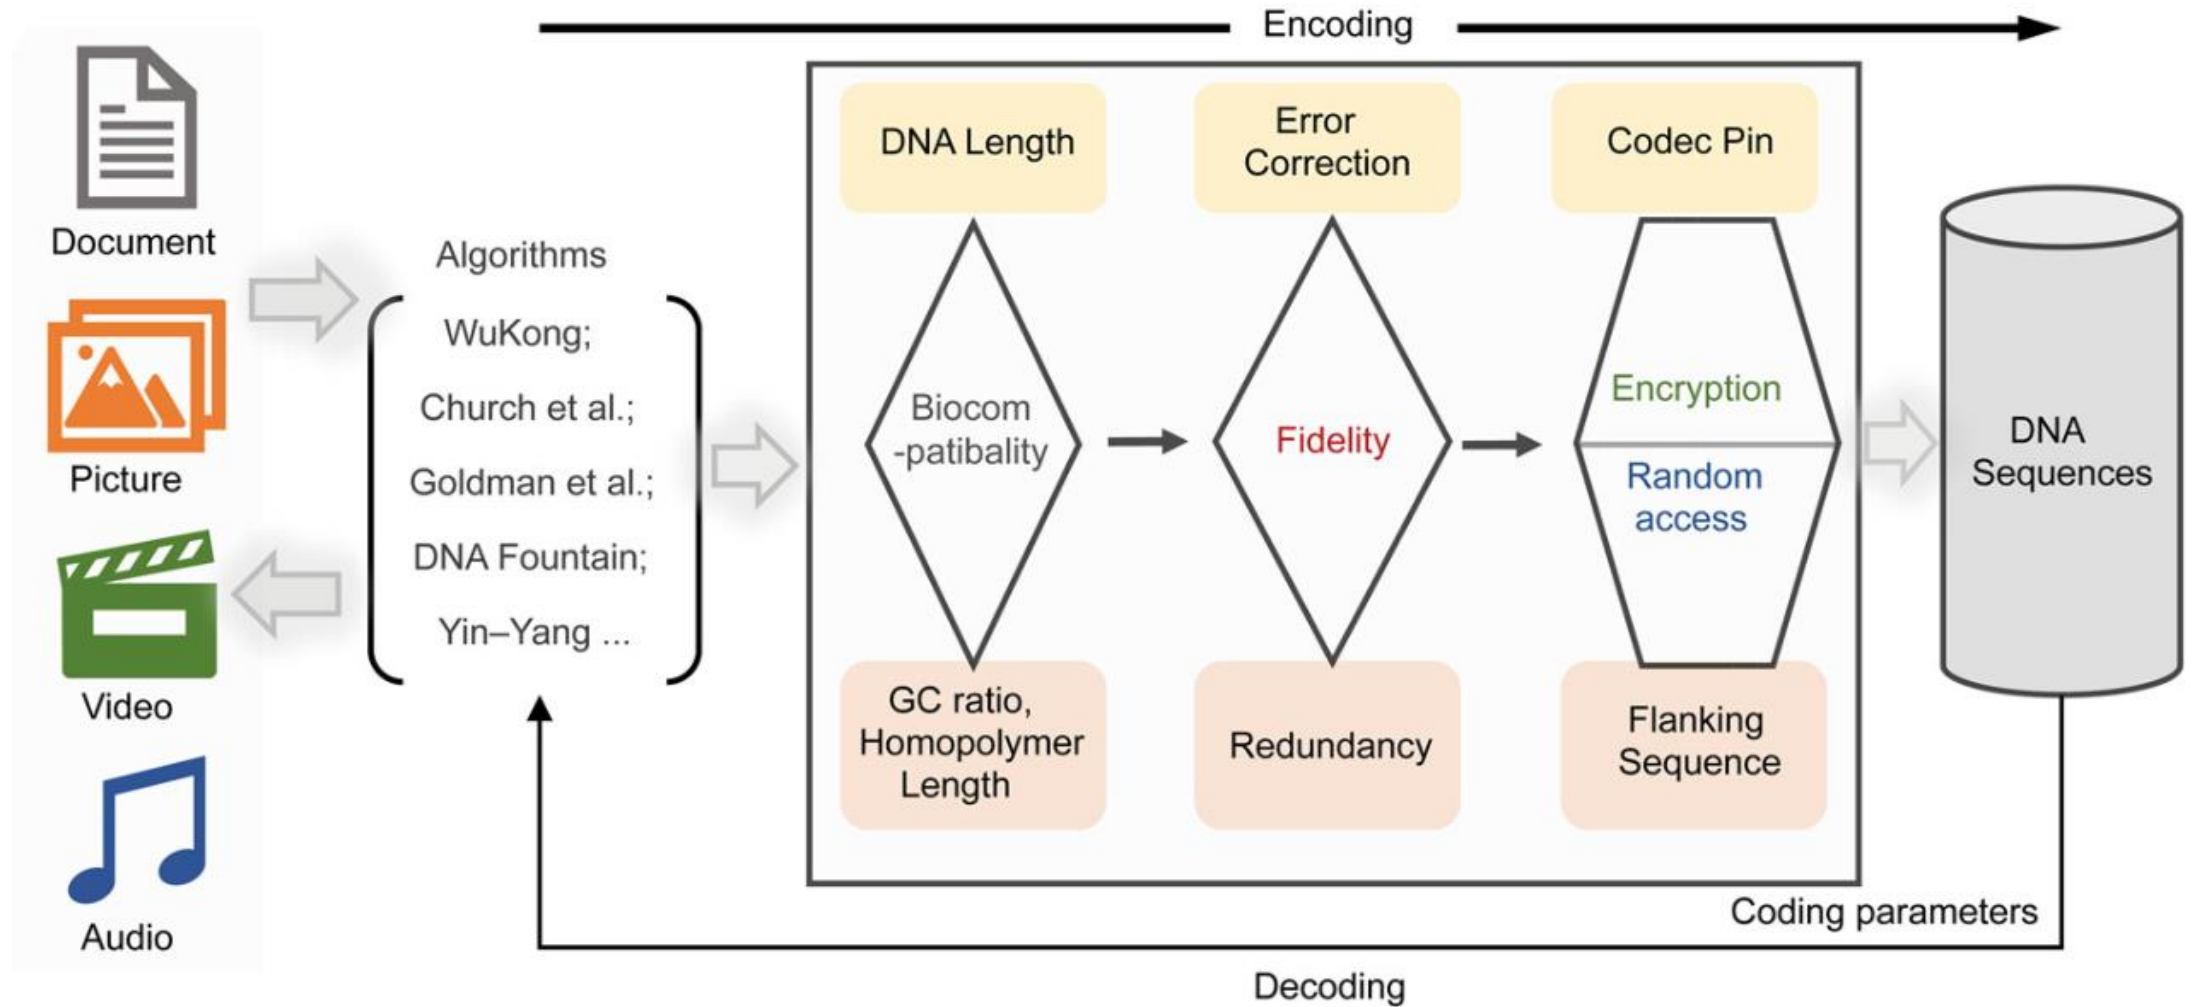 Encoding
Document
Picture
Video
Audio
Algorithms
WuKong;
Church et al.;
Goldman et al.;
DNA Fountain;
Yin–Yang ...
DNA Length
Biocom
-patibality
GC ratio,
Homopolymer
Length
Error
Correction
Fidelity
Redundancy
Codec Pin
Encryption
Random
access
Flanking
Sequence
DNA
Sequences
Coding parameters
Decoding